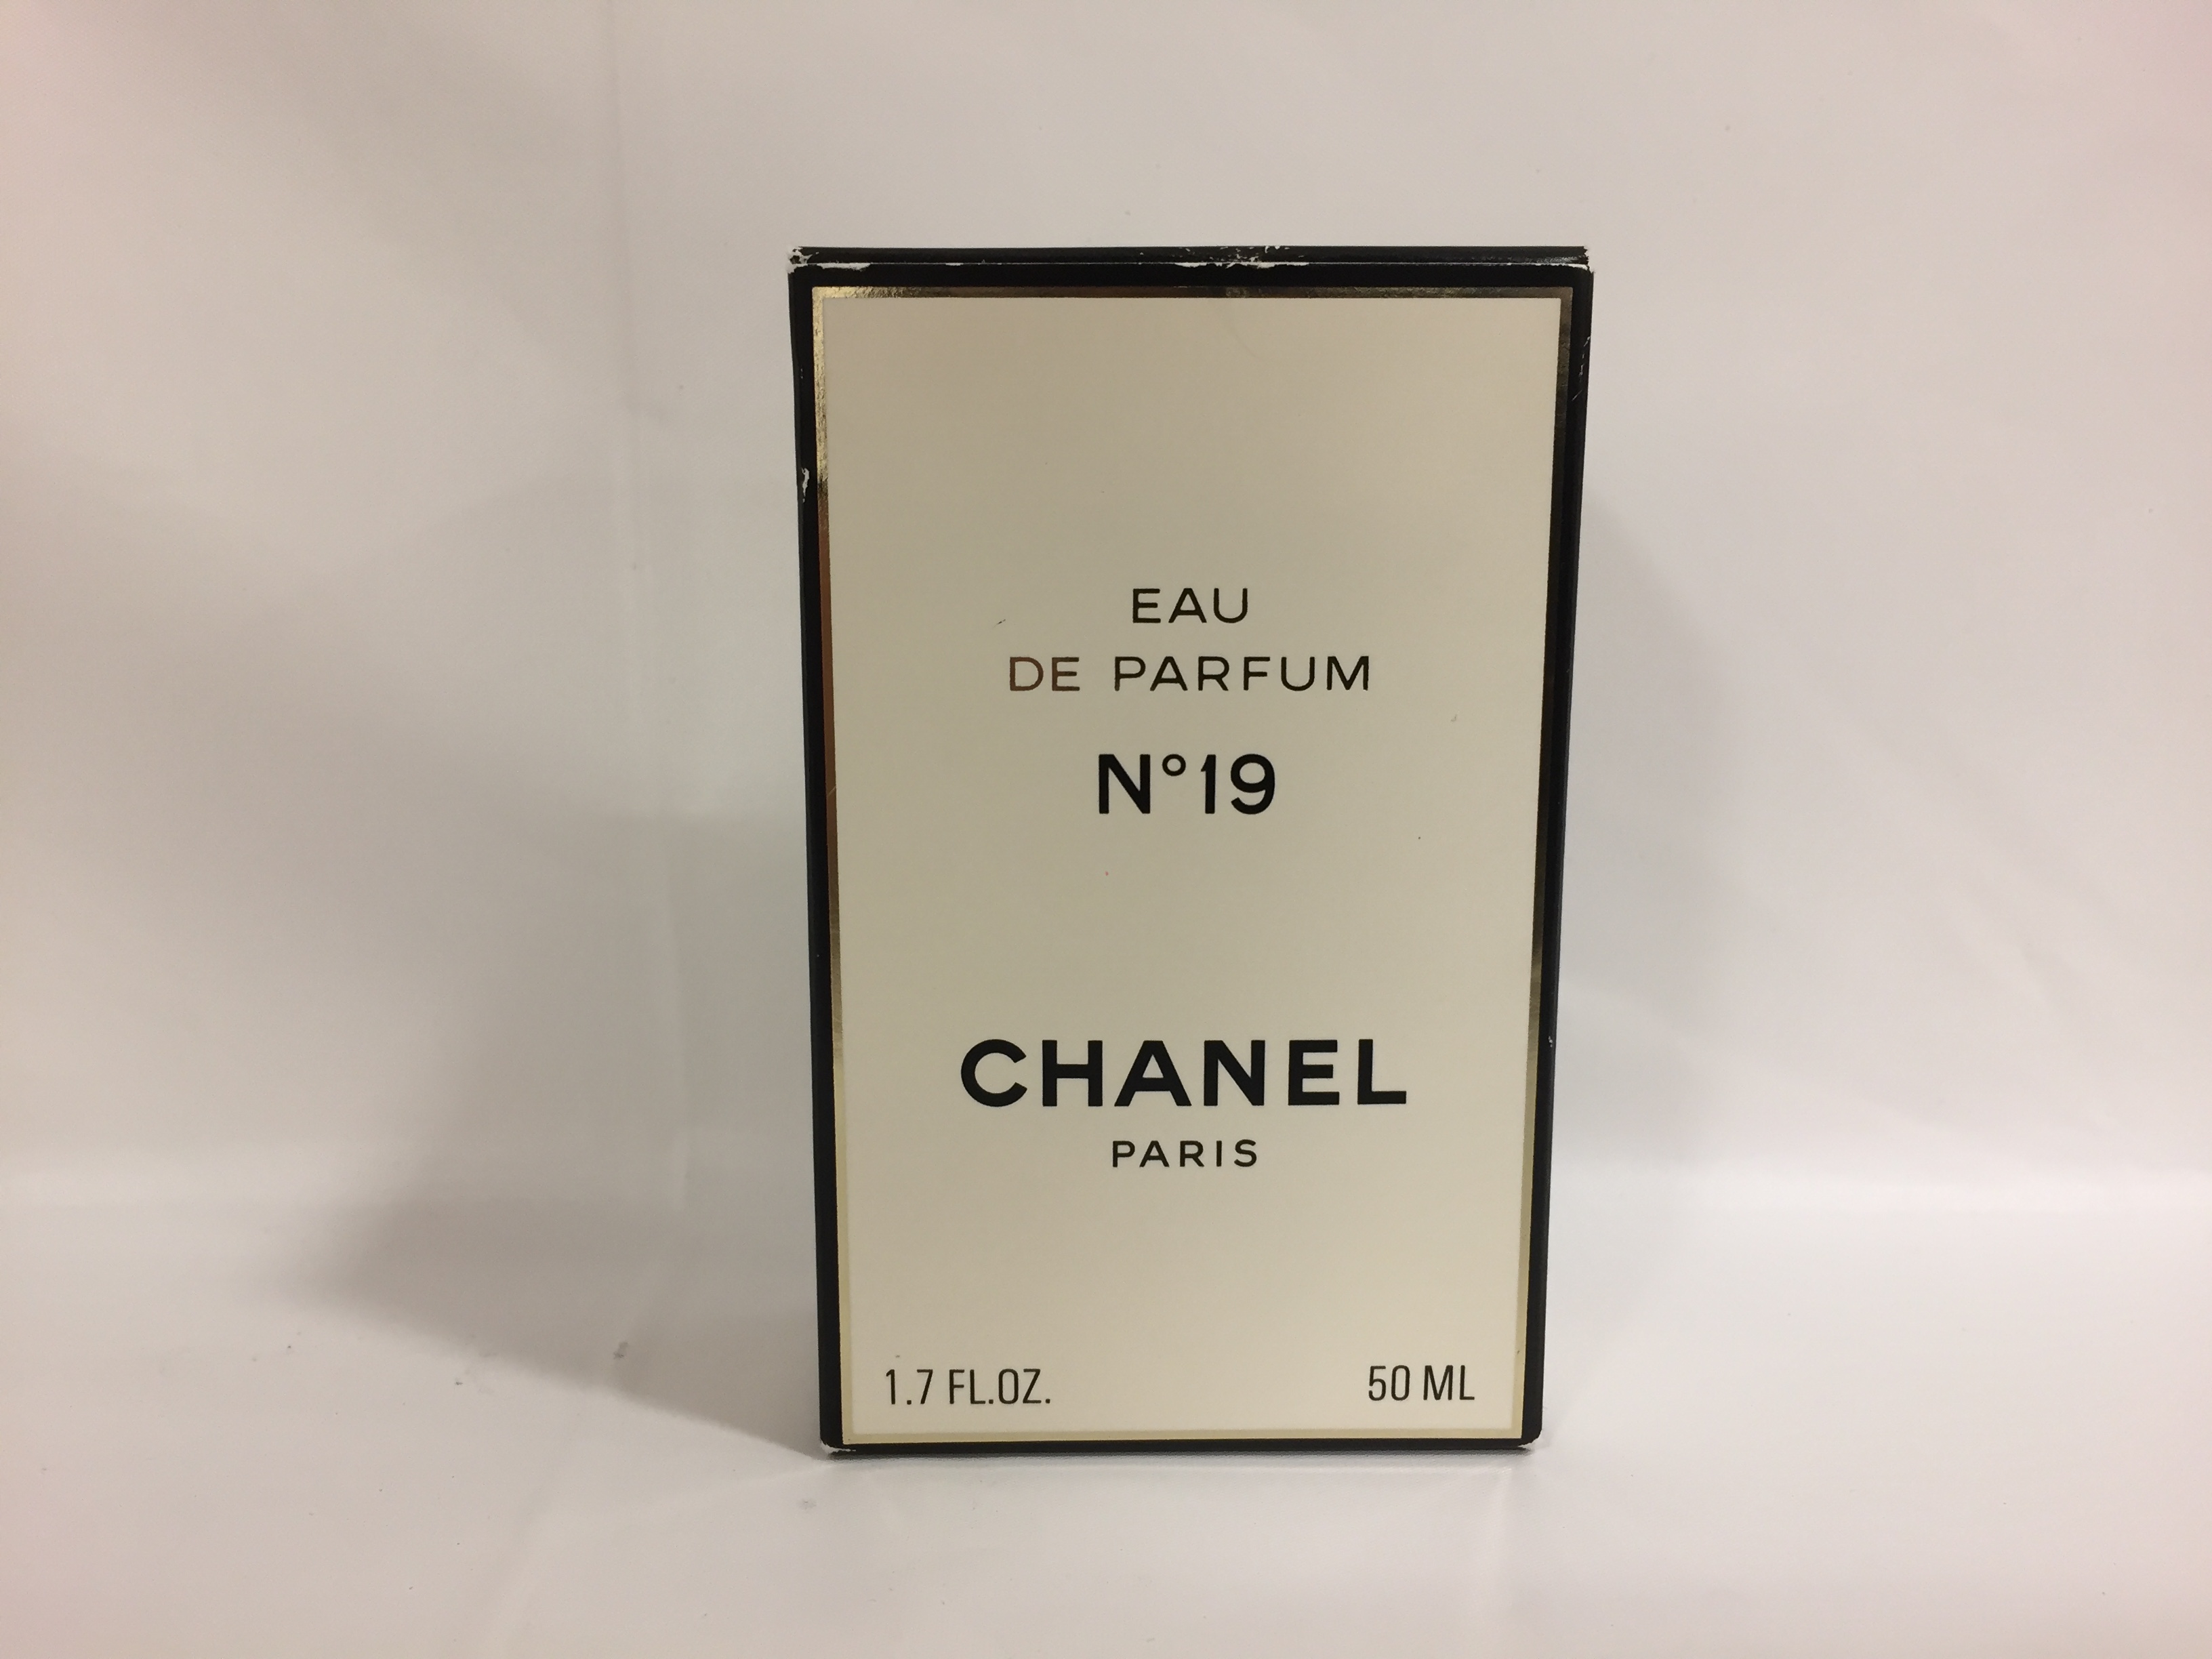 EAU
DE PARFUM
N°19
CHANEL
PARIS
1.7 FL.OZ. 50 ML